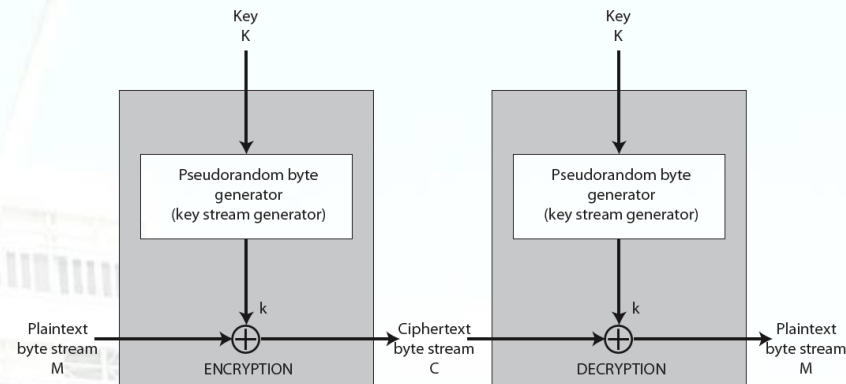 Key
K
Key
K
Pseudorandom byte
generator
(key stream generator)
Pseudorandom byte
generator
(key stream generator)
k
k
Plaintext
byte stream
M
ENCRYPTION
Ciphertext
byte stream
C
DECRYPTION
Plaintext
byte stream
M